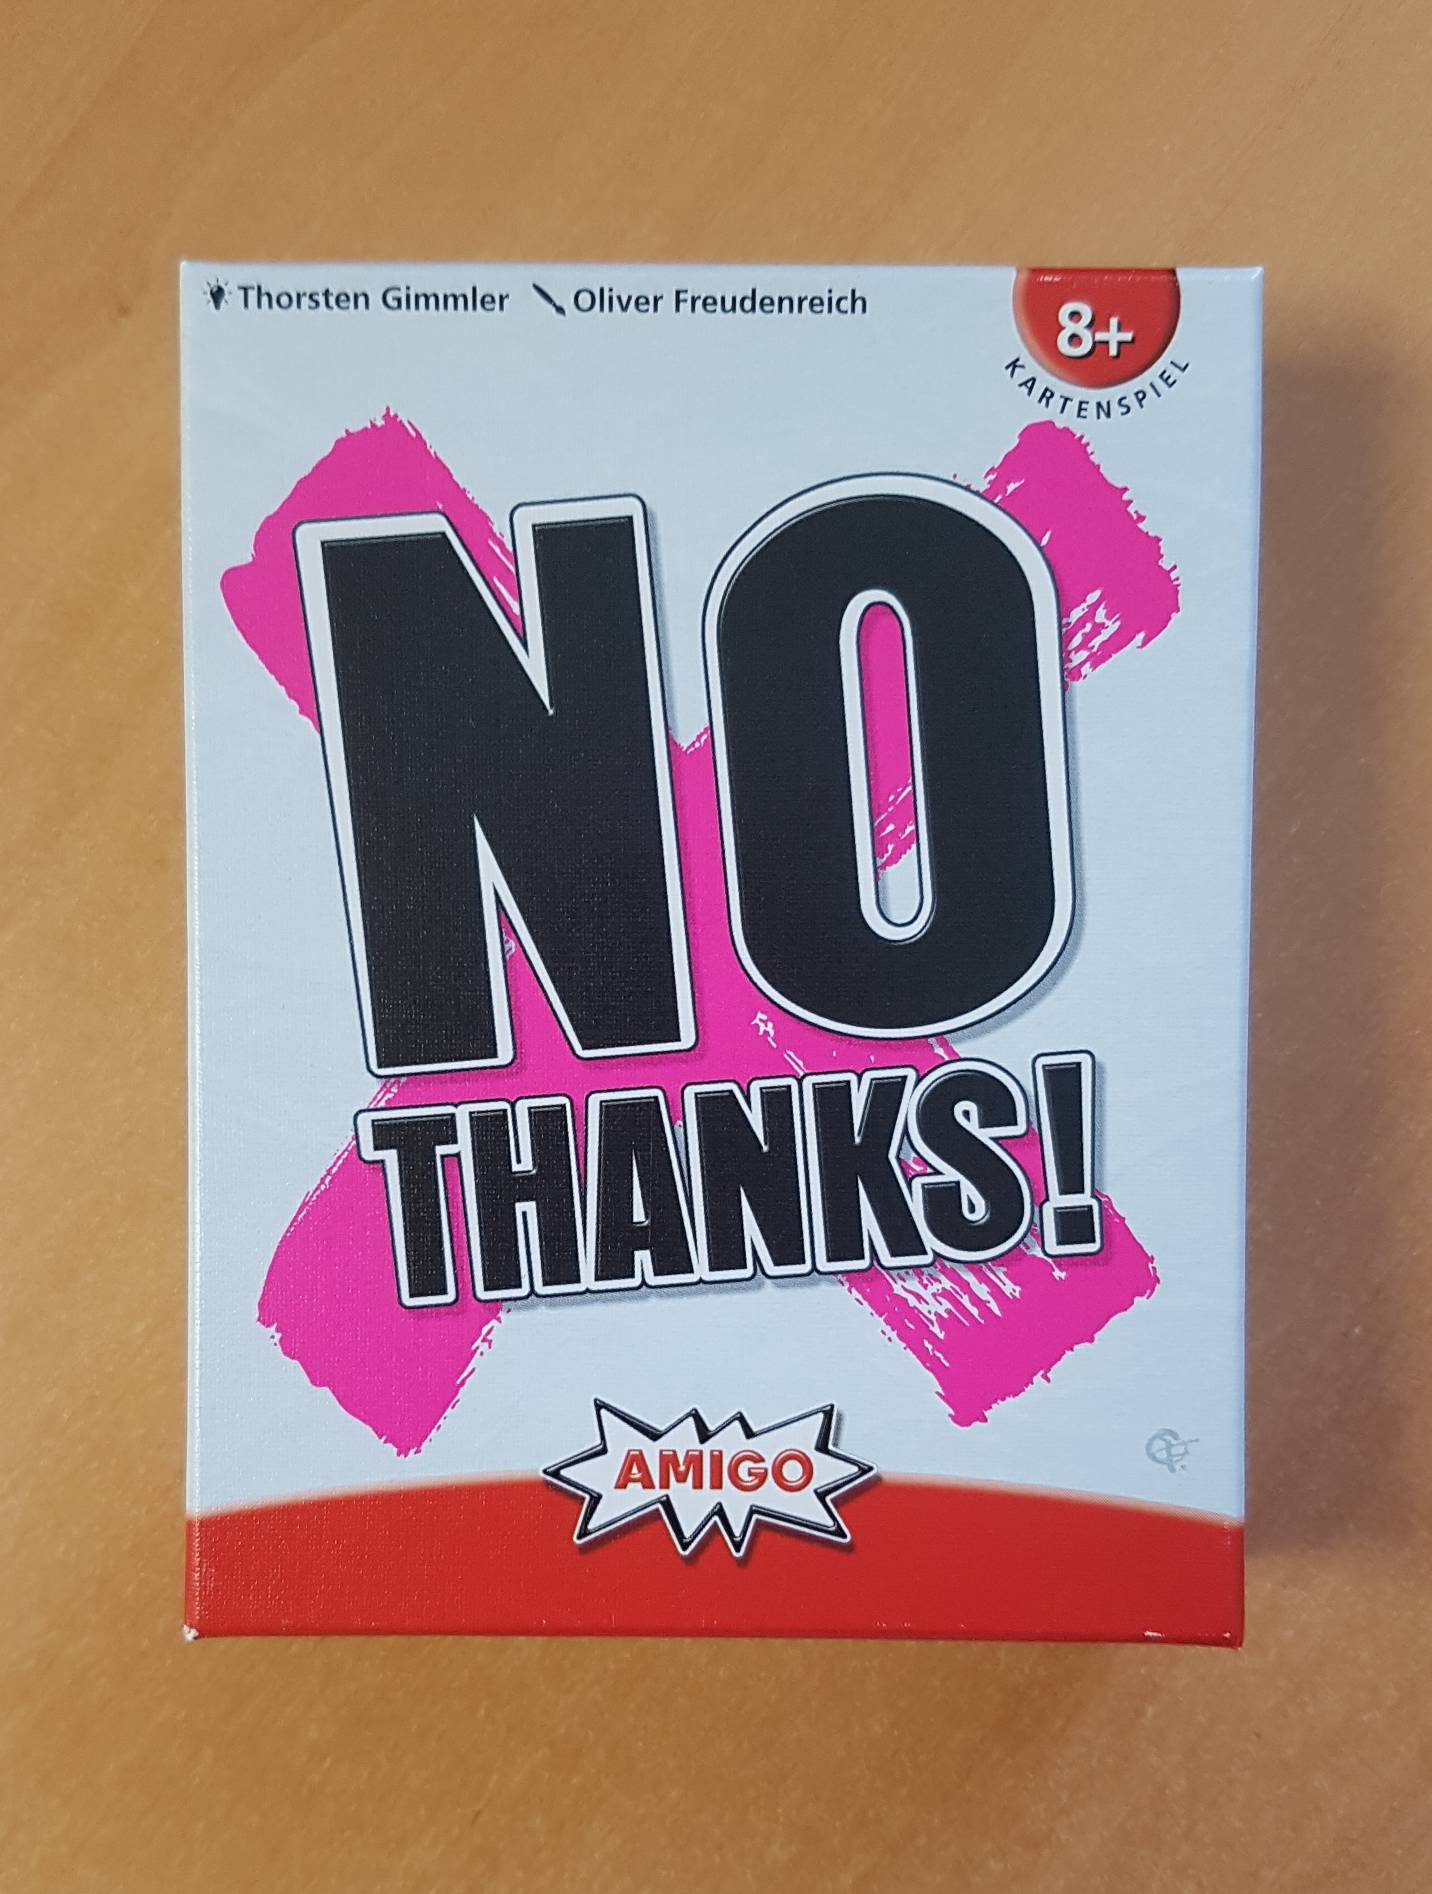 Thorsten Gimmler Oliver Freudenreich
8+
KARTENSPIEL
NO
THANKS!
AMIGO